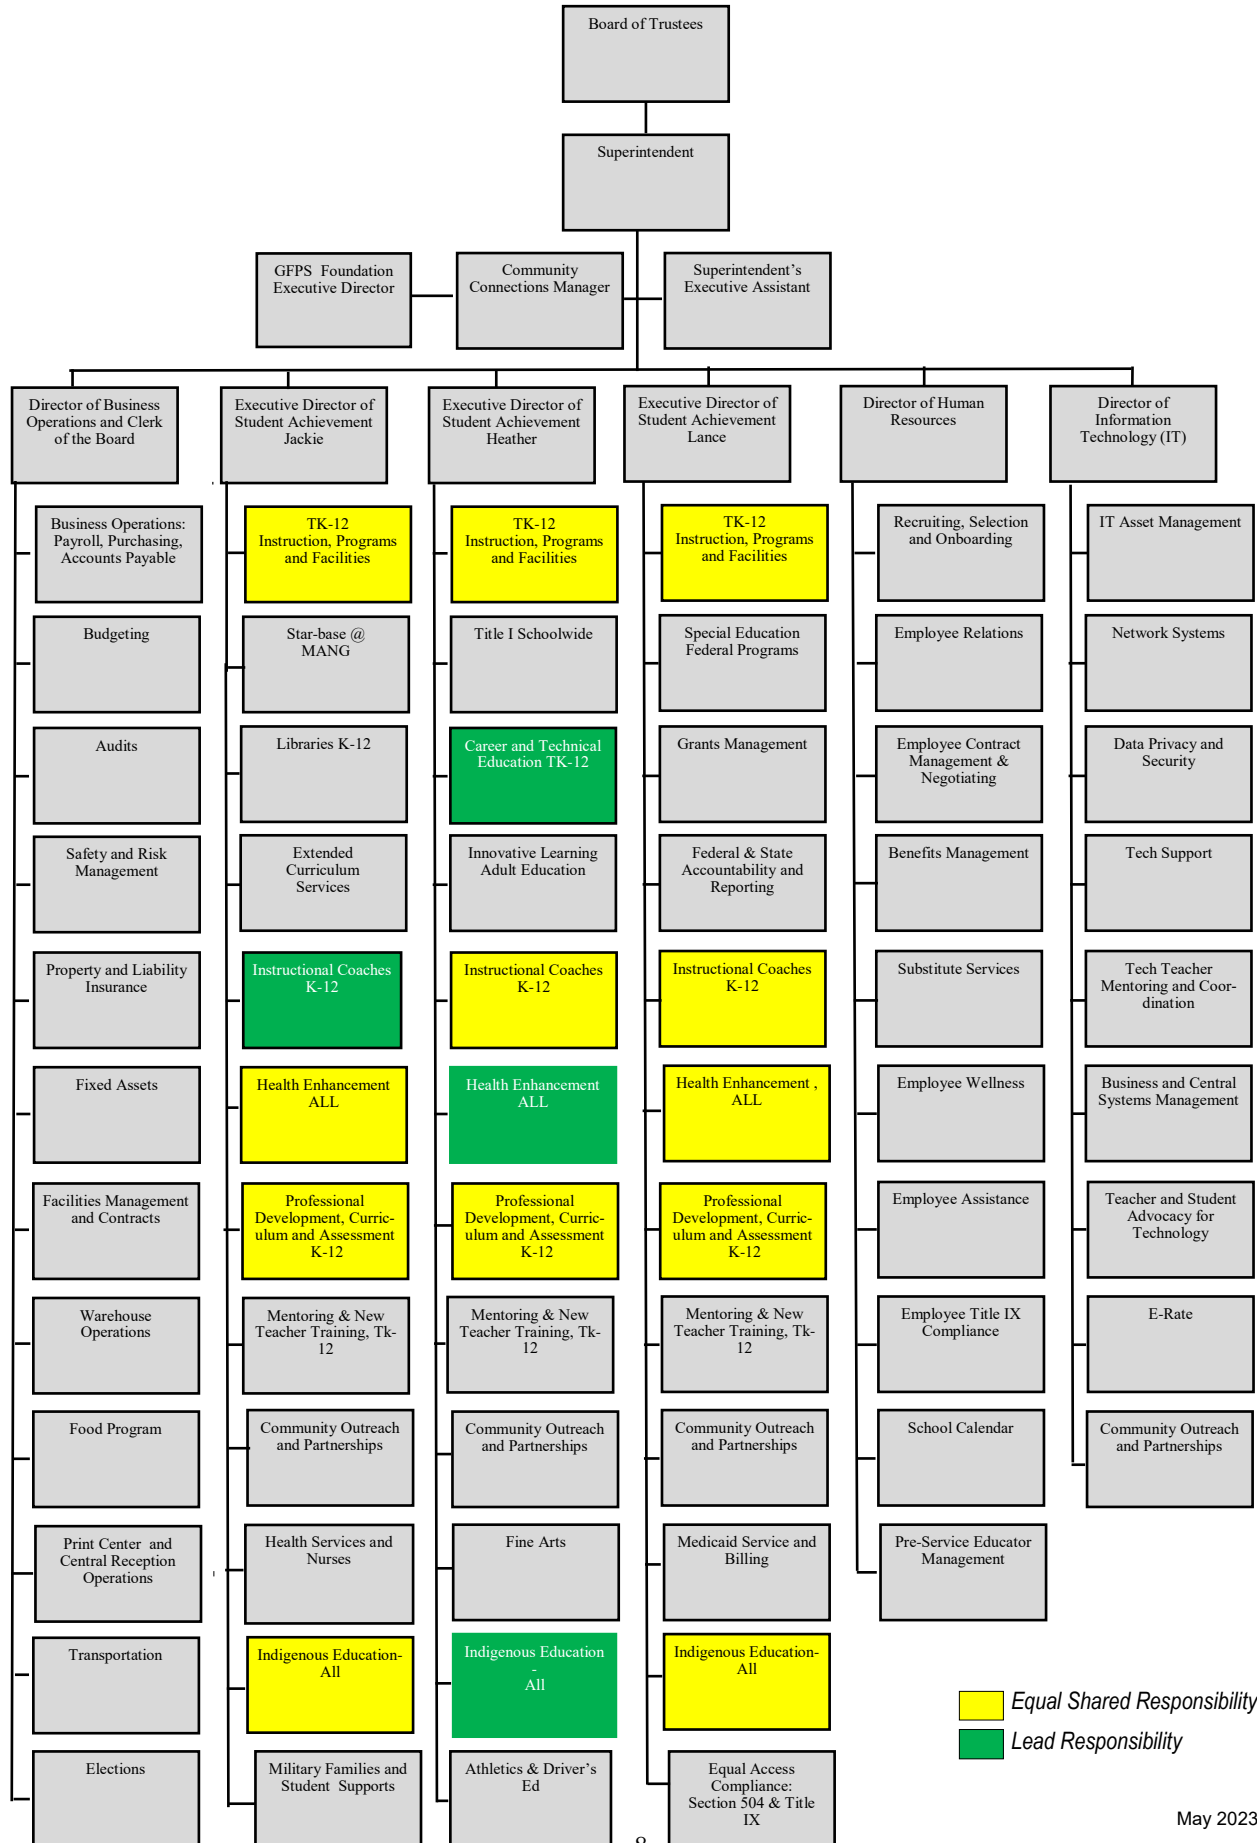 Board of Trustees
Superintendent
GFPS Foundation
Executive Director
Community
Connections Manager
Superintendent's
Executive Assistant
Director of Business
Operations and Clerk
of the Board
Executive Director of
Student Achievement
Jackie
Executive Director of
Student Achievement
Heather
Executive Director of
Student Achievement
Lance
Director of Human
Resources
Director of
Information
Technology (IT)
Business Operations:
Payroll, Purchasing,
Accounts Payable
TK-12
Instruction, Programs
and Facilities
TK-12
Instruction, Programs
and Facilities
TK-12
Instruction, Programs
and Facilities
Recruiting, Selection
and Onboarding
IT Asset Management
Budgeting
Star-base @
MANG
Title I Schoolwide
Special Education
Federal Programs
Employee Relations
Network Systems
Audits
Libraries K-12
Career and Technical
Education TK-12
Grants Management
Employee Contract
Management &
Negotiating
Data Privacy and
Security
Safety and Risk
Management
Extended
Curriculum
Services
Innovative Learning
Adult Education
Federal & State
Accountability and
Reporting
Benefits Management
Tech Support
Property and Liability
Insurance
Instructional Coaches
K-12
Instructional Coaches
K-12
Instructional Coaches
K-12
Substitute Services
Tech Teacher
Mentoring and Coor-
dination
Fixed Assets
Health Enhancement
ALL
Health Enhancement
ALL
Health Enhancement ,
ALL
Employee Wellness
Business and Central
Systems Management
Facilities Management
and Contracts
Professional
Development, Curric-
ulum and Assessment
K-12
Professional
Development, Curric-
ulum and Assessment
K-12
Professional
Development, Curric-
ulum and Assessment
K-12
Employee Assistance
Teacher and Student
Advocacy for
Technology
Warehouse
Operations
Mentoring & New
Teacher Training, Tk-
12
Mentoring & New
Teacher Training, Tk-
12
Mentoring & New
Teacher Training, Tk-
12
Employee Title IX
Compliance
E-Rate
Food Program
Community Outreach
and Partnerships
Community Outreach
and Partnerships
Community Outreach
and Partnerships
School Calendar
Community Outreach
and Partnerships
Print Center and
Central Reception
Operations
Health Services and
Nurses
Fine Arts
Medicaid Service and
Billing
Pre-Service Educator
Management
Transportation
Indigenous Education-
All
Indigenous Education
-
All
Indigenous Education-
All
Elections
Military Families and
Student Supports
Athletics & Driver's
Ed
Equal Access
Compliance:
Section 504 & Title
IX
Equal Shared Responsibility
Lead Responsibility
May 2023